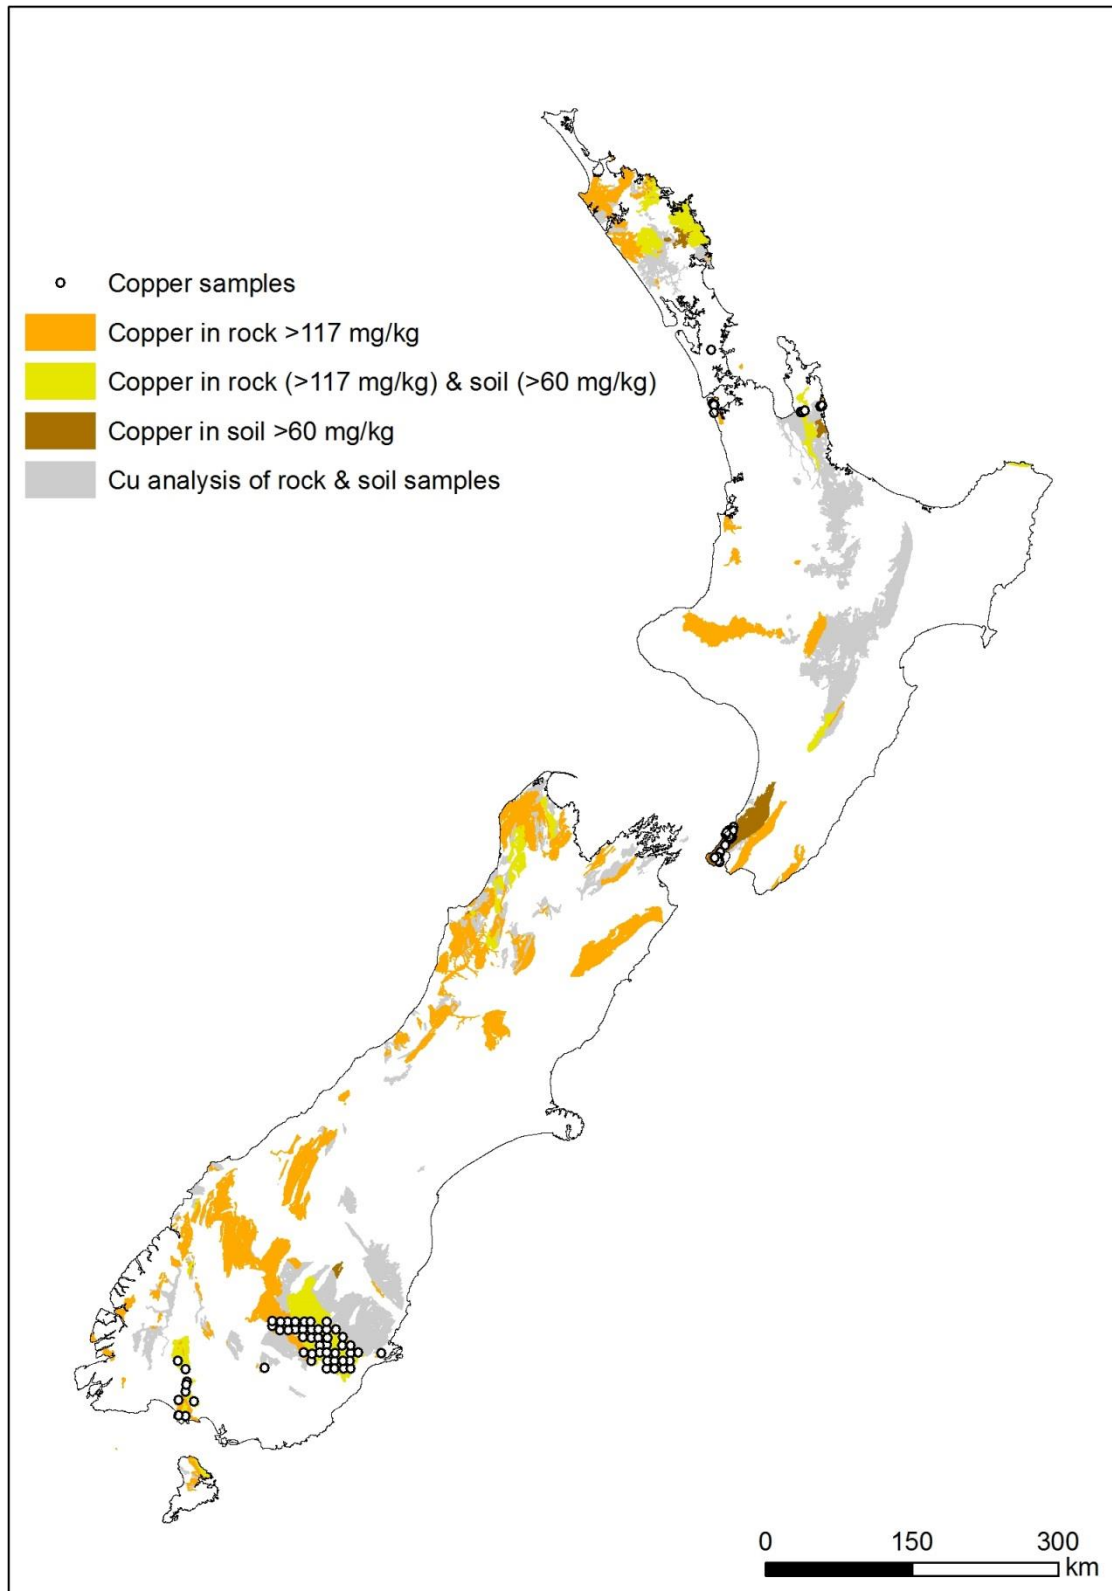 Copper samples
Copper in rock >117 mg/kg
Copper in rock (>117 mg/kg) & soil (>60 mg/kg)
Copper in soil >60 mg/kg
Cu analysis of rock & soil samples
0 150 300
km